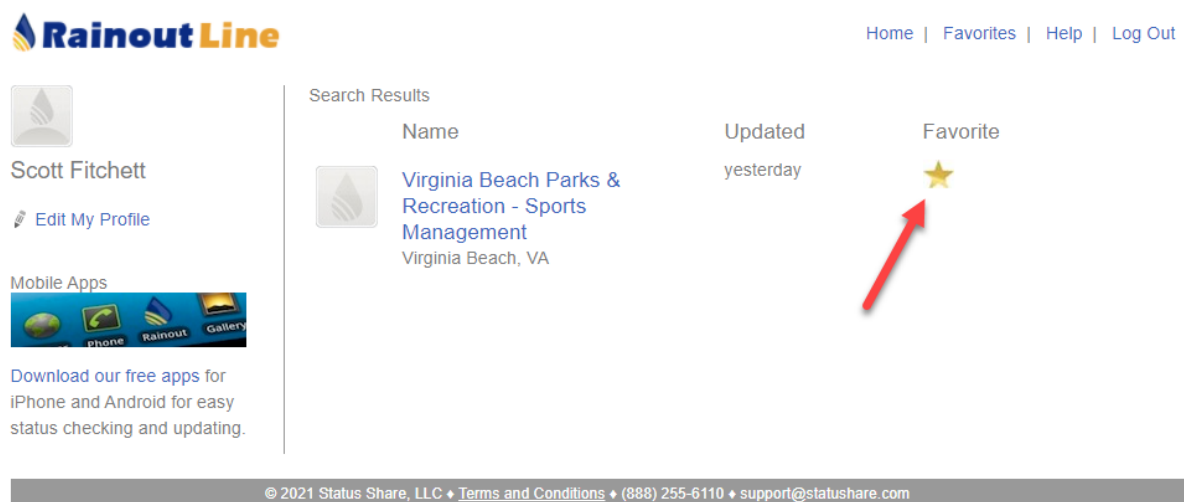 Rainout Line
Home | Favorites | Help | Log Out
Scott Fitchett
Edit My Profile
Mobile Apps
Phone
Rainout
Gallery
Download our free apps for
iPhone and Android for easy
status checking and updating.
Search Results
Name Updated Favorite
Virginia Beach Parks &
Recreation - Sports
Management
Virginia Beach, VA
yesterday
© 2021 Status Share, LLC ♦ Terms and Conditions ♦ (888) 255-6110 ♦ support@statushare.com